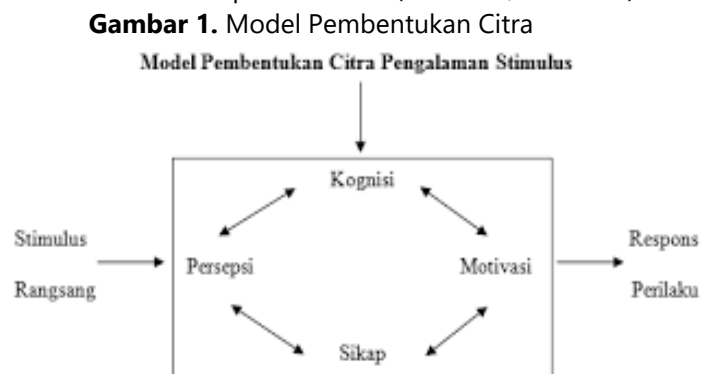 Gambar 1. Model Pembentukan Citra
Model Pembentukan Citra Pengalaman Stimulus
Kognisi
Stimulus
Respons
Persepsi
Motivasi
Rangsang
Perilaku
Sikap